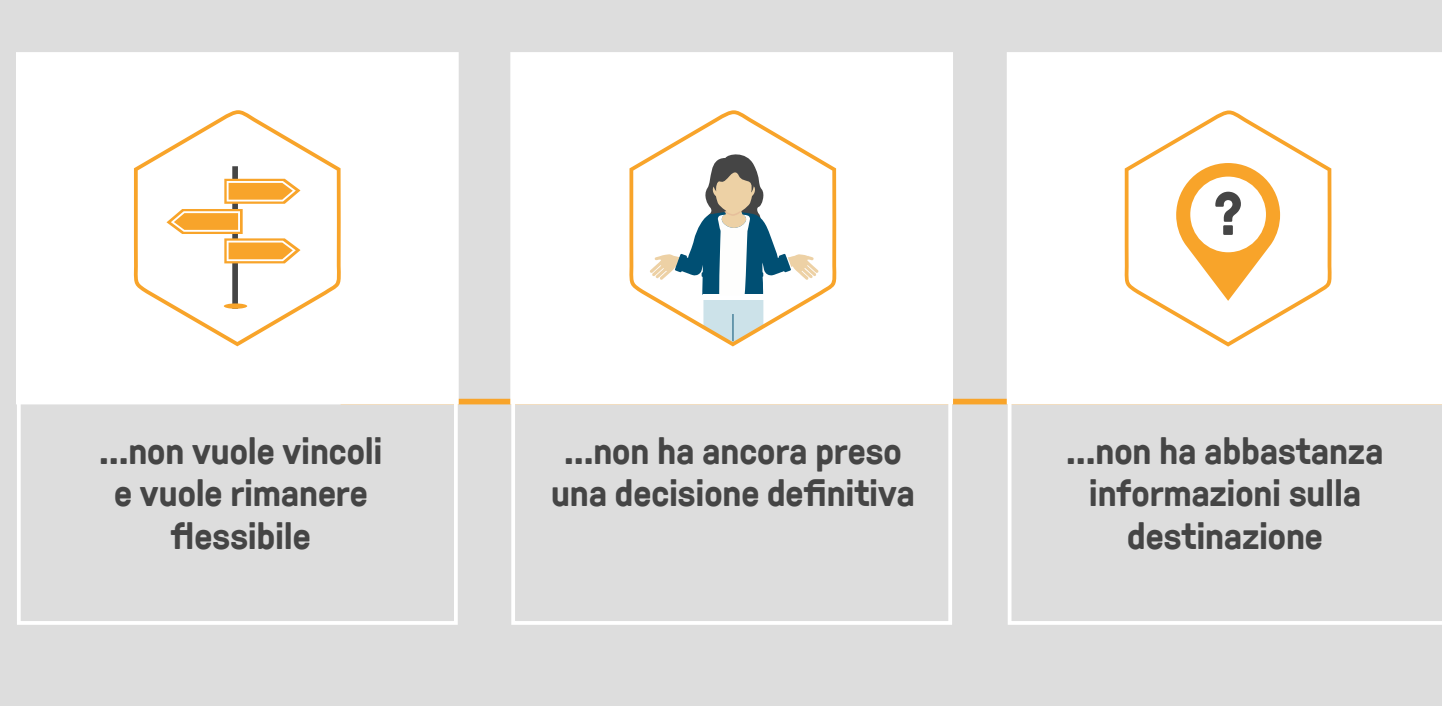 ...non vuole vincoli
e vuole rimanere
flessibile
...non ha ancora preso
una decisione definitiva
?
...non ha abbastanza
informazioni sulla
destinazione